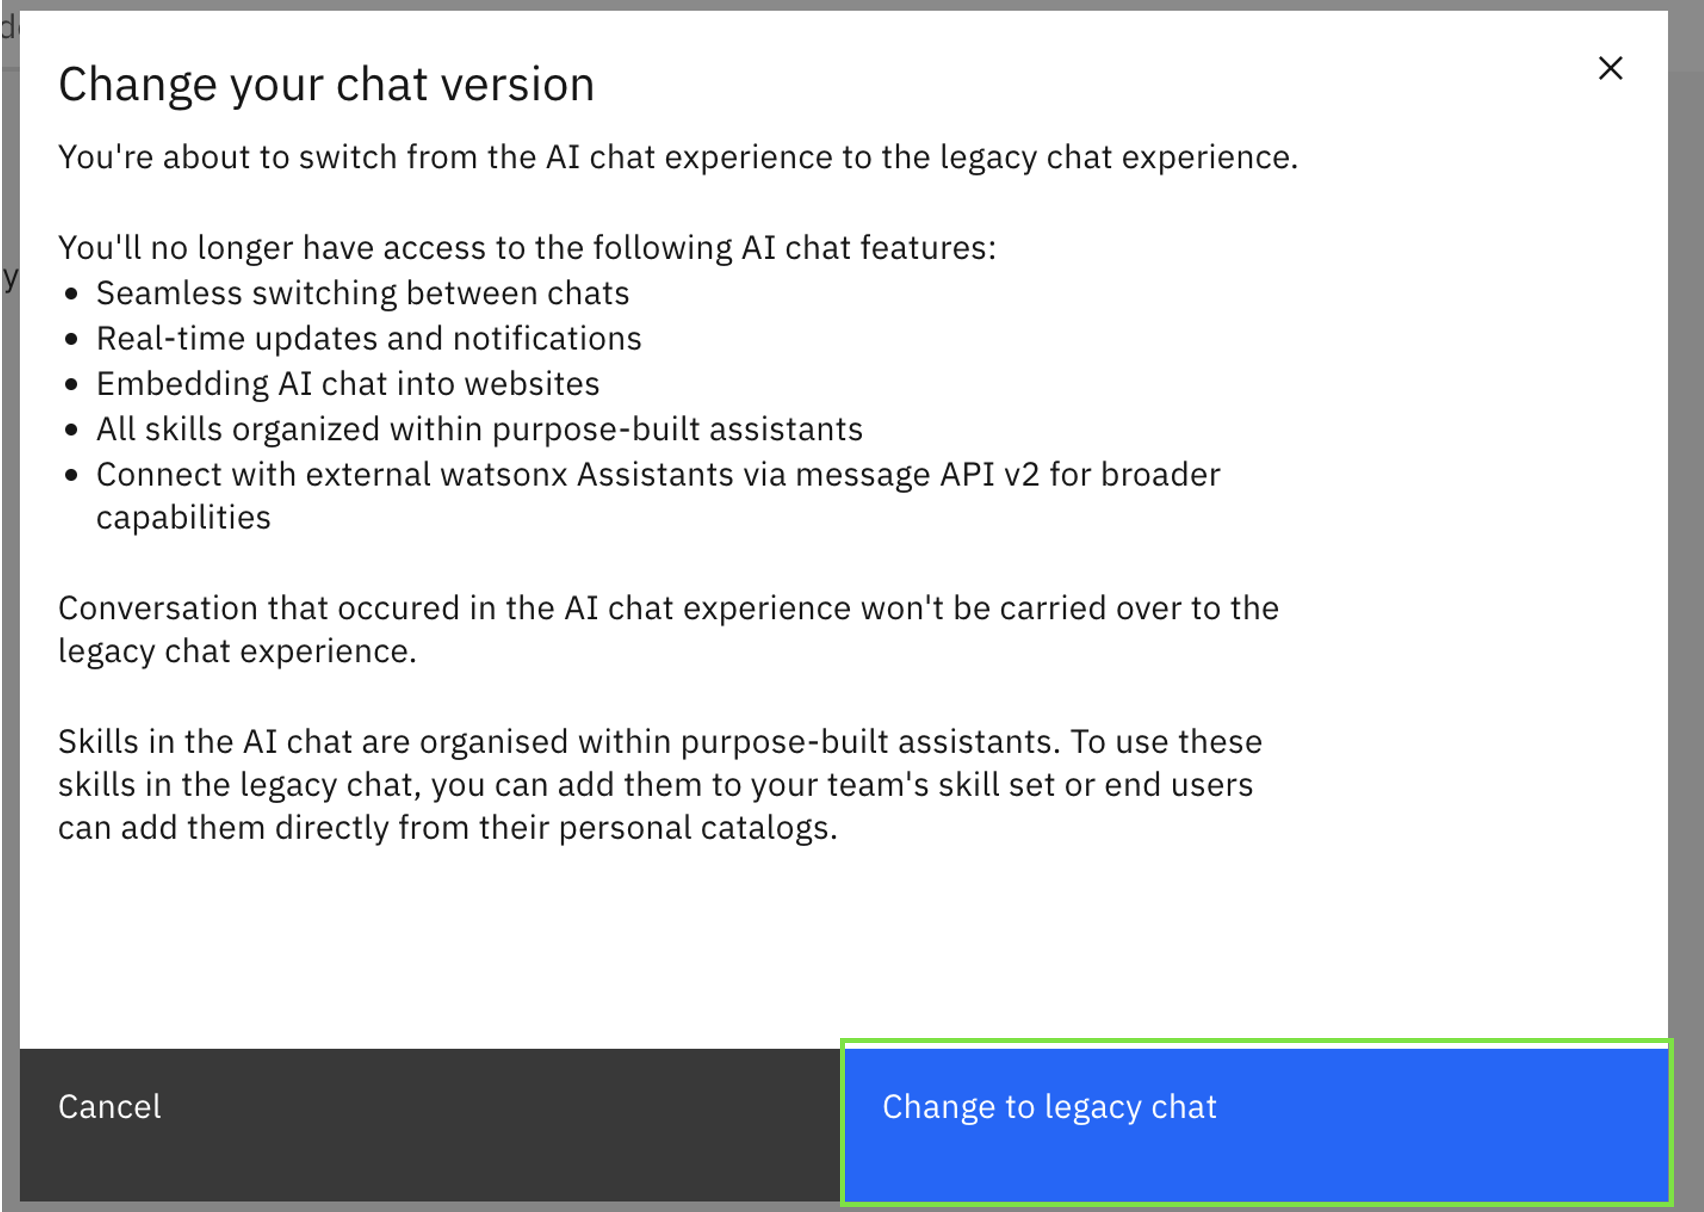 Change your chat version
You're about to switch from the AI chat experience to the legacy chat experience.
You'll no longer have access to the following AI chat features:
• Seamless switching between chats
• Real-time updates and notifications
• Embedding AI chat into websites
• All skills organized within purpose-built assistants
• Connect with external watsonx Assistants via message API v2 for broader
capabilities
Conversation that occured in the AI chat experience won't be carried over to the
legacy chat experience.
Skills in the AI chat are organised within purpose-built assistants. To use these
skills in the legacy chat, you can add them to your team's skill set or end users
can add them directly from their personal catalogs.
Cancel
Change to legacy chat